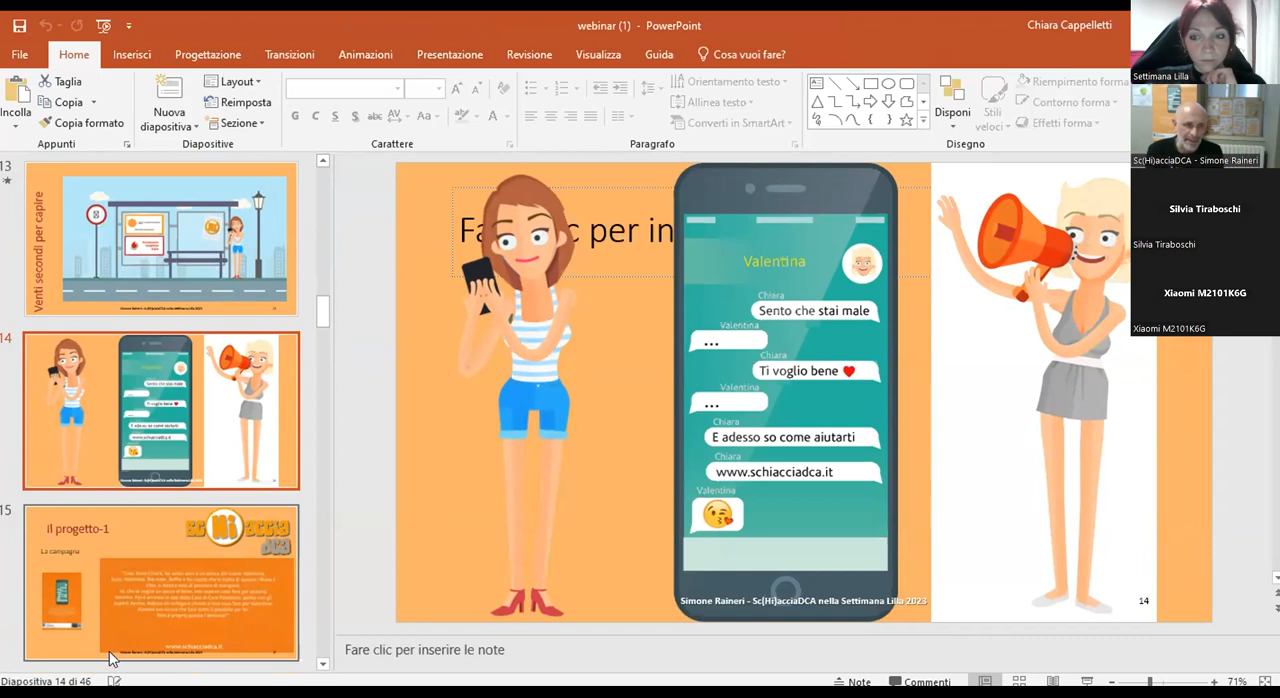 webinar (1) - PowerPoint
Chiara Cappelletti
File
Home
Inserisci
Progettazione
Transizioni
Animazioni
Presentazione
Revisione
Visualizza
Guida
Cosa vuoi fare?
Incolla
Taglia
Copia
Copia formato
Appunti
Nuova
diapositiva
Layout
Reimposta
Sezione
Diapositive
G C S S abc AV Aa A
Carattere
Orientamento testo
Allinea testo
Converti in SmartArt
Paragrafo
Disponi
Stili
veloci
Riempimento forma
Contorno forma
Effetti forma
Disegno
Settimana Lilla
Sc(H)acciaDCA - Simone Raineri
Silvia Tiraboschi
Silvia Tiraboschi
Xiaomi M2101K6G
Xiaomi M2101K6G
13
Venti secondi per capire
14
15
Il progetto-1
La campagna
www.schiacciadca.it
Fa
c per in
Valentina
Chiara
Sento che stai male
Valentina
...
Chiara
Ti voglio bene ❤
Valentina
...
Chiara
E adesso so come aiutarti
Chiara
www.schiacciadca.it
Valentina
Simone Raineri - Sc(H)acciaDCA nella Settimana Lilla 2023
14
Fare clic per inserire le note
Diapositiva 14 di 46
Note
Commenti
71%